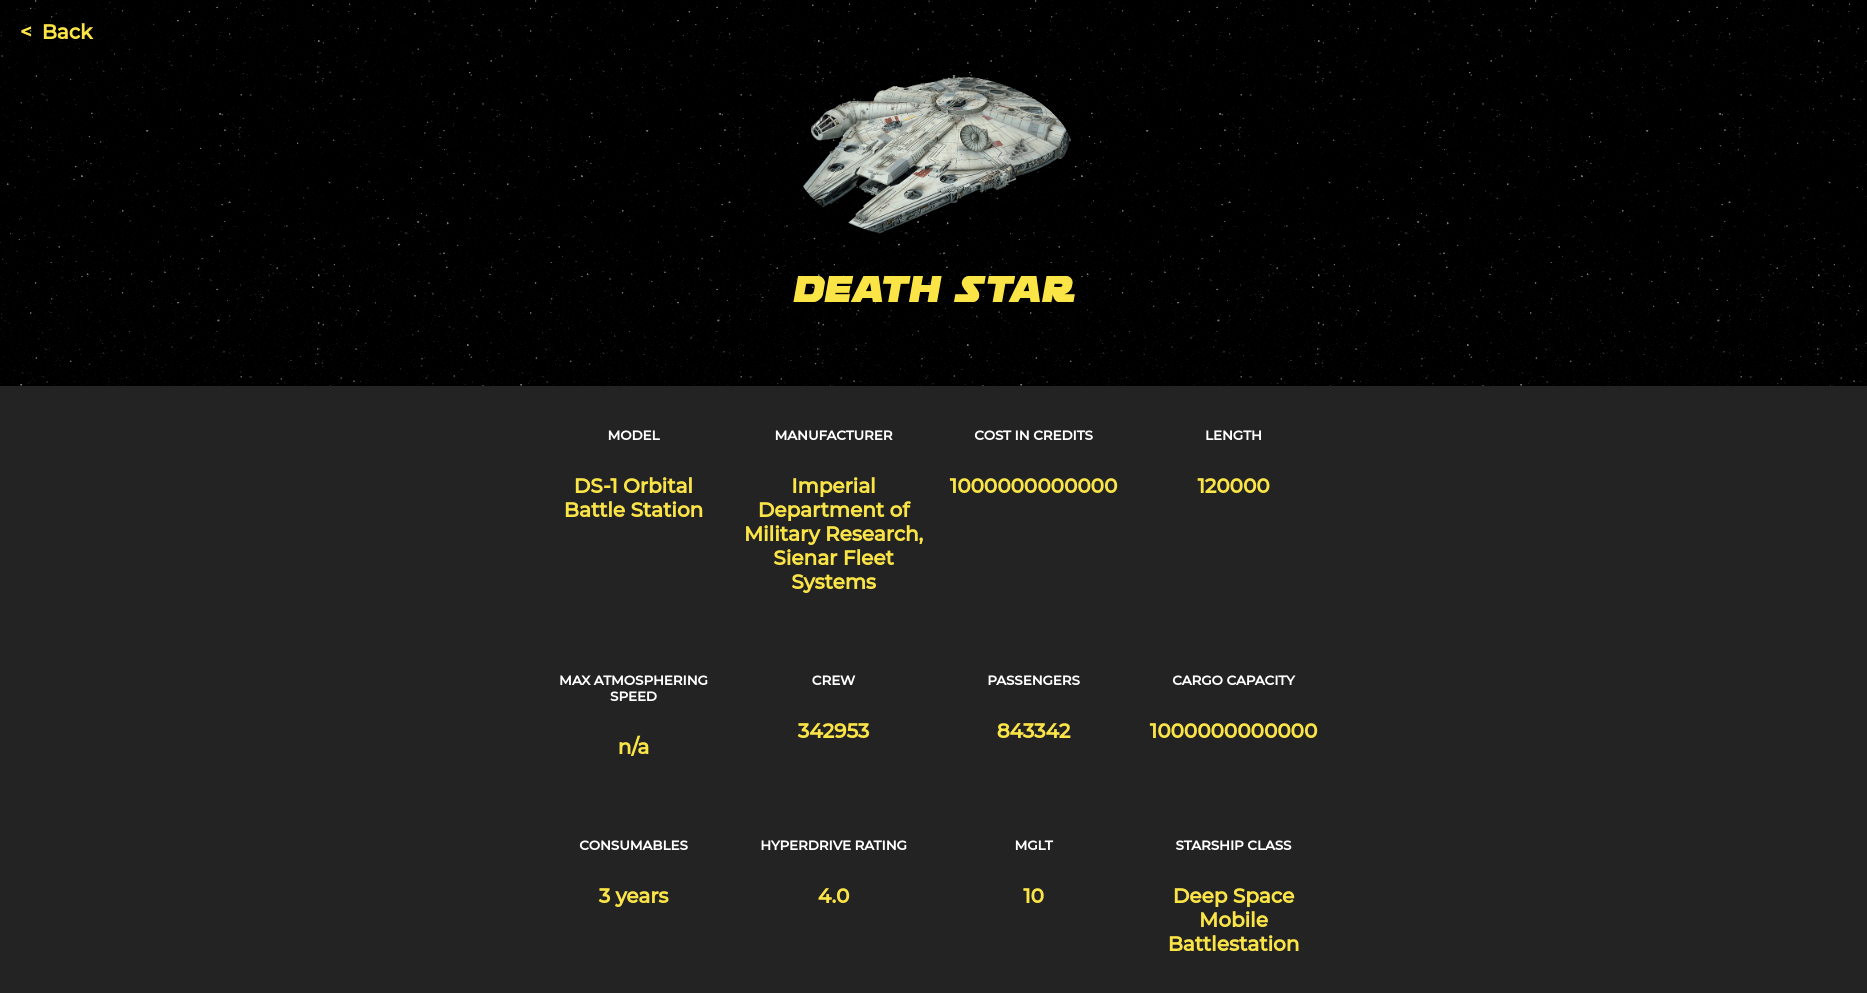 < Back
DEATH STAR
MODEL
DS-1 Orbital
Battle Station
MANUFACTURER
Imperial
Department of
Military Research,
Sienar Fleet
Systems
COST IN CREDITS
1000000000000
LENGTH
120000
MAX ATMOSPHERING
SPEED
n/a
CREW
342953
PASSENGERS
843342
CARGO CAPACITY
1000000000000
CONSUMABLES
3 years
HYPERDRIVE RATING
4.0
MGLT
10
STARSHIP CLASS
Deep Space
Mobile
Battlestation